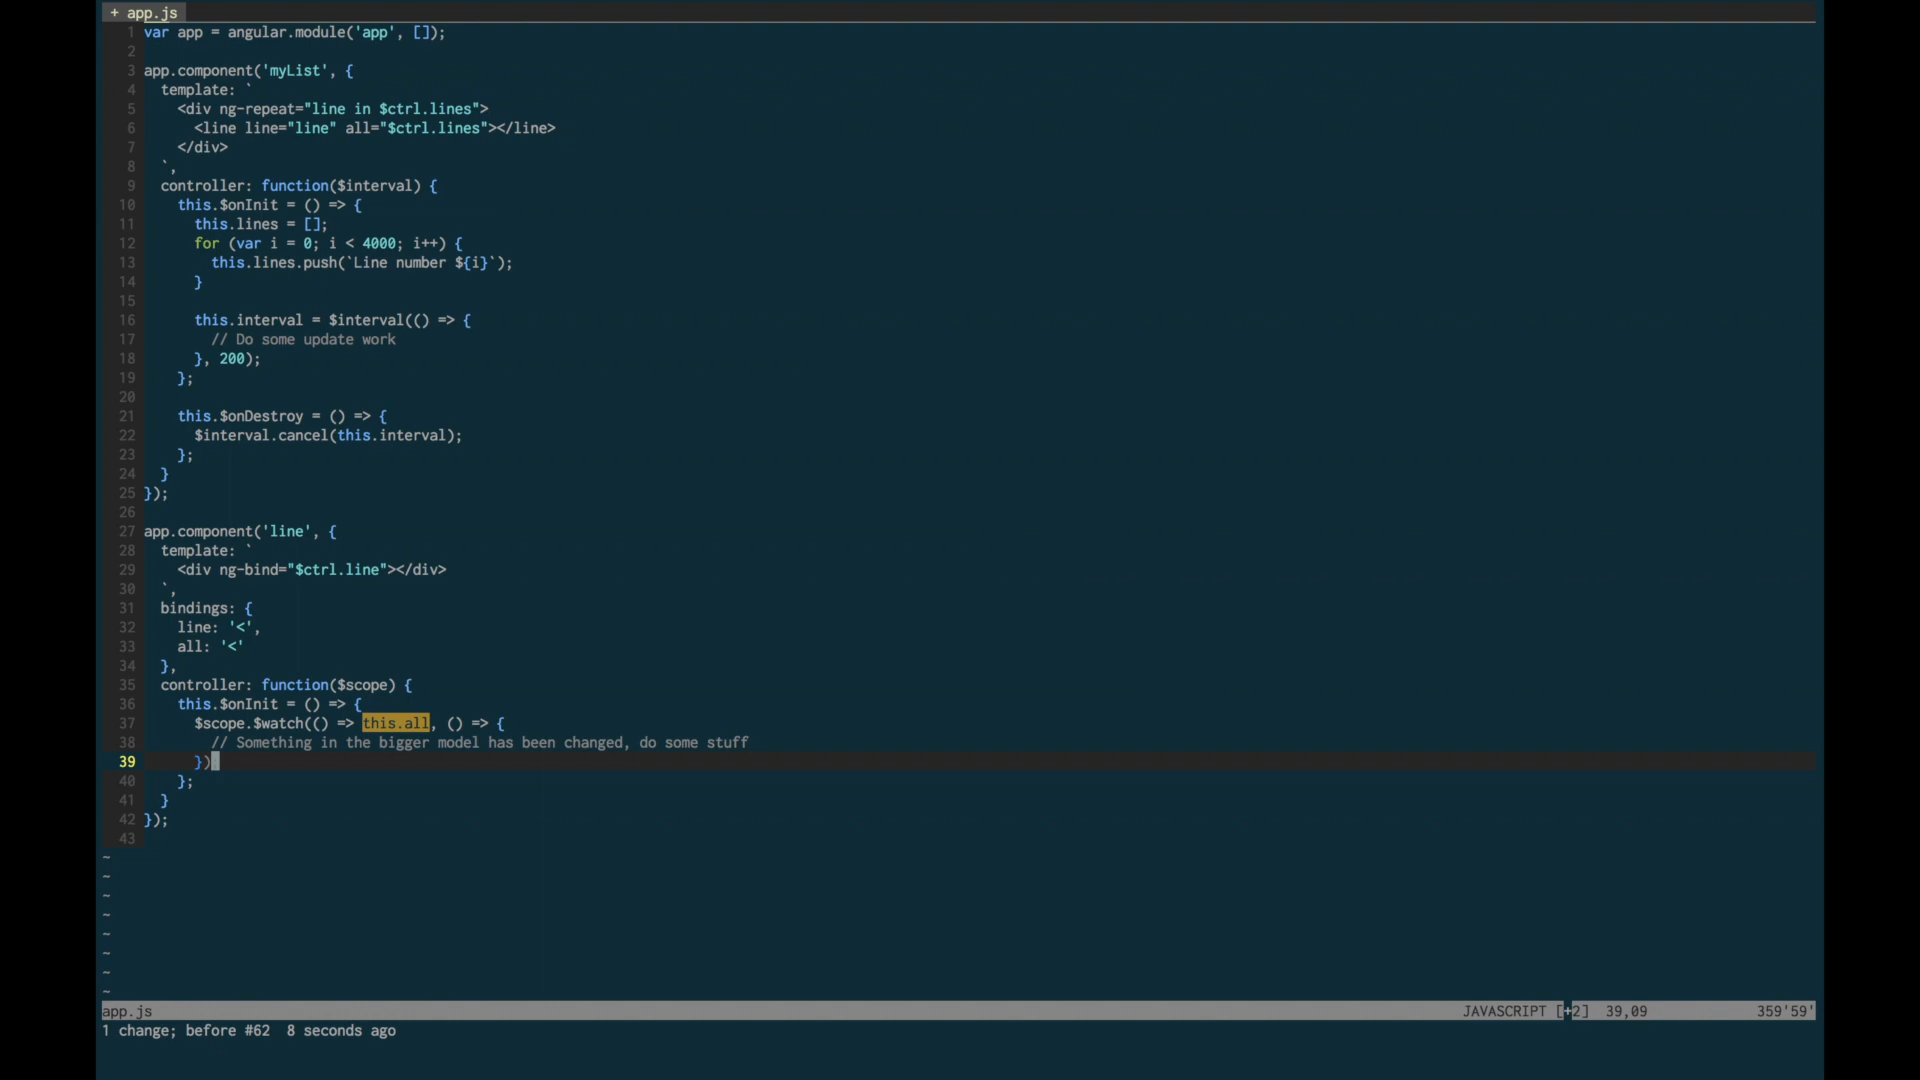 + app.js
1 var app = angular.module('app', []);
2
3 app.component('myList', {
4   template: `
5     <div ng-repeat="line in $ctrl.lines">
6       <line line="line" all="$ctrl.lines"></line>
7     </div>
8   `,
9   controller: function($interval) {
10     this.$onInit = () => {
11       this.lines = [];
12       for (var i = 0; i < 4000; i++) {
13         this.lines.push(`Line number ${i}`);
14       }
15
16       this.interval = $interval(() => {
17         // Do some update work
18       }, 200);
19     };
20
21     this.$onDestroy = () => {
22       $interval.cancel(this.interval);
23     };
24   }
25 });
26
27 app.component('line', {
28   template: `
29     <div ng-bind="$ctrl.line"></div>
30   `,
31   bindings: {
32     line: '<',
33     all: '<'
34   },
35   controller: function($scope) {
36     this.$onInit = () => {
37       $scope.$watch(() => this.all, () => {
38         // Something in the bigger model has been changed, do some stuff
39       })
40     };
41   }
42 });
43
~
~
~
~
~
~
~
~
app.js JAVASCRIPT [+2] 39,09 359'59'
1 change; before #62  8 seconds ago